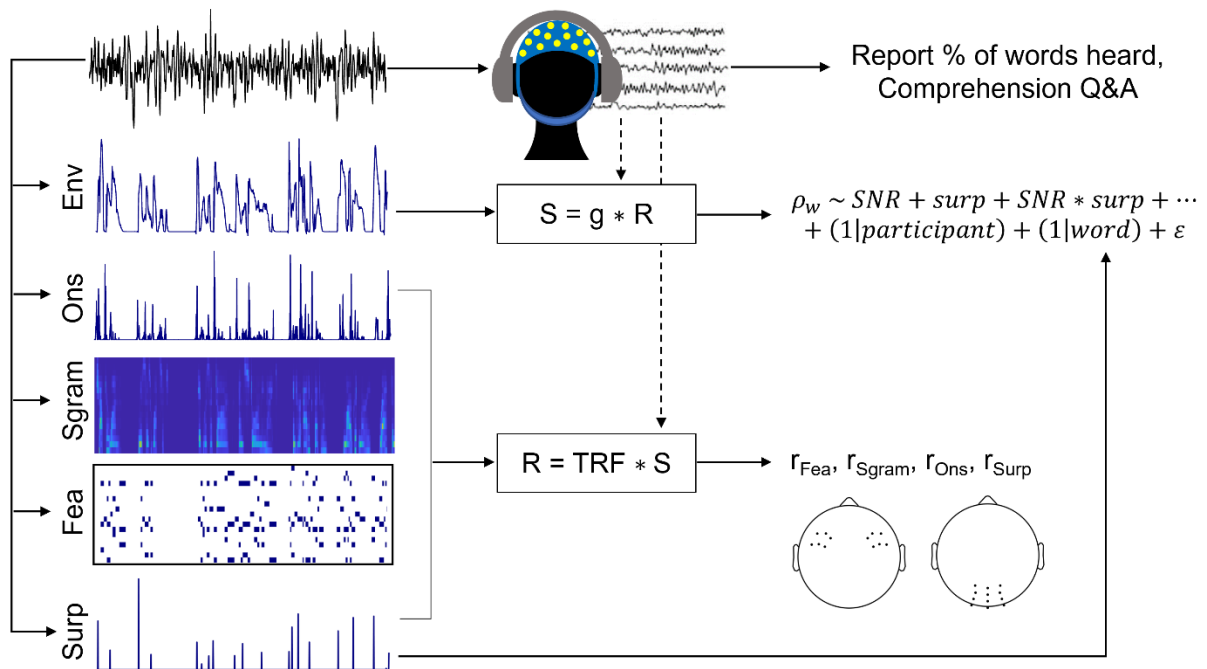 Report % of words heard,
Comprehension Q&A
Env
S = g ∗ R
ρ_w ~ SNR + surp + SNR ∗ surp + ⋯
+ (1|participant) + (1|word) + ε
Ons
Sgram
R = TRF ∗ S
r_Fea, r_Sgram, r_Ons, r_Surp
Fea
Surp